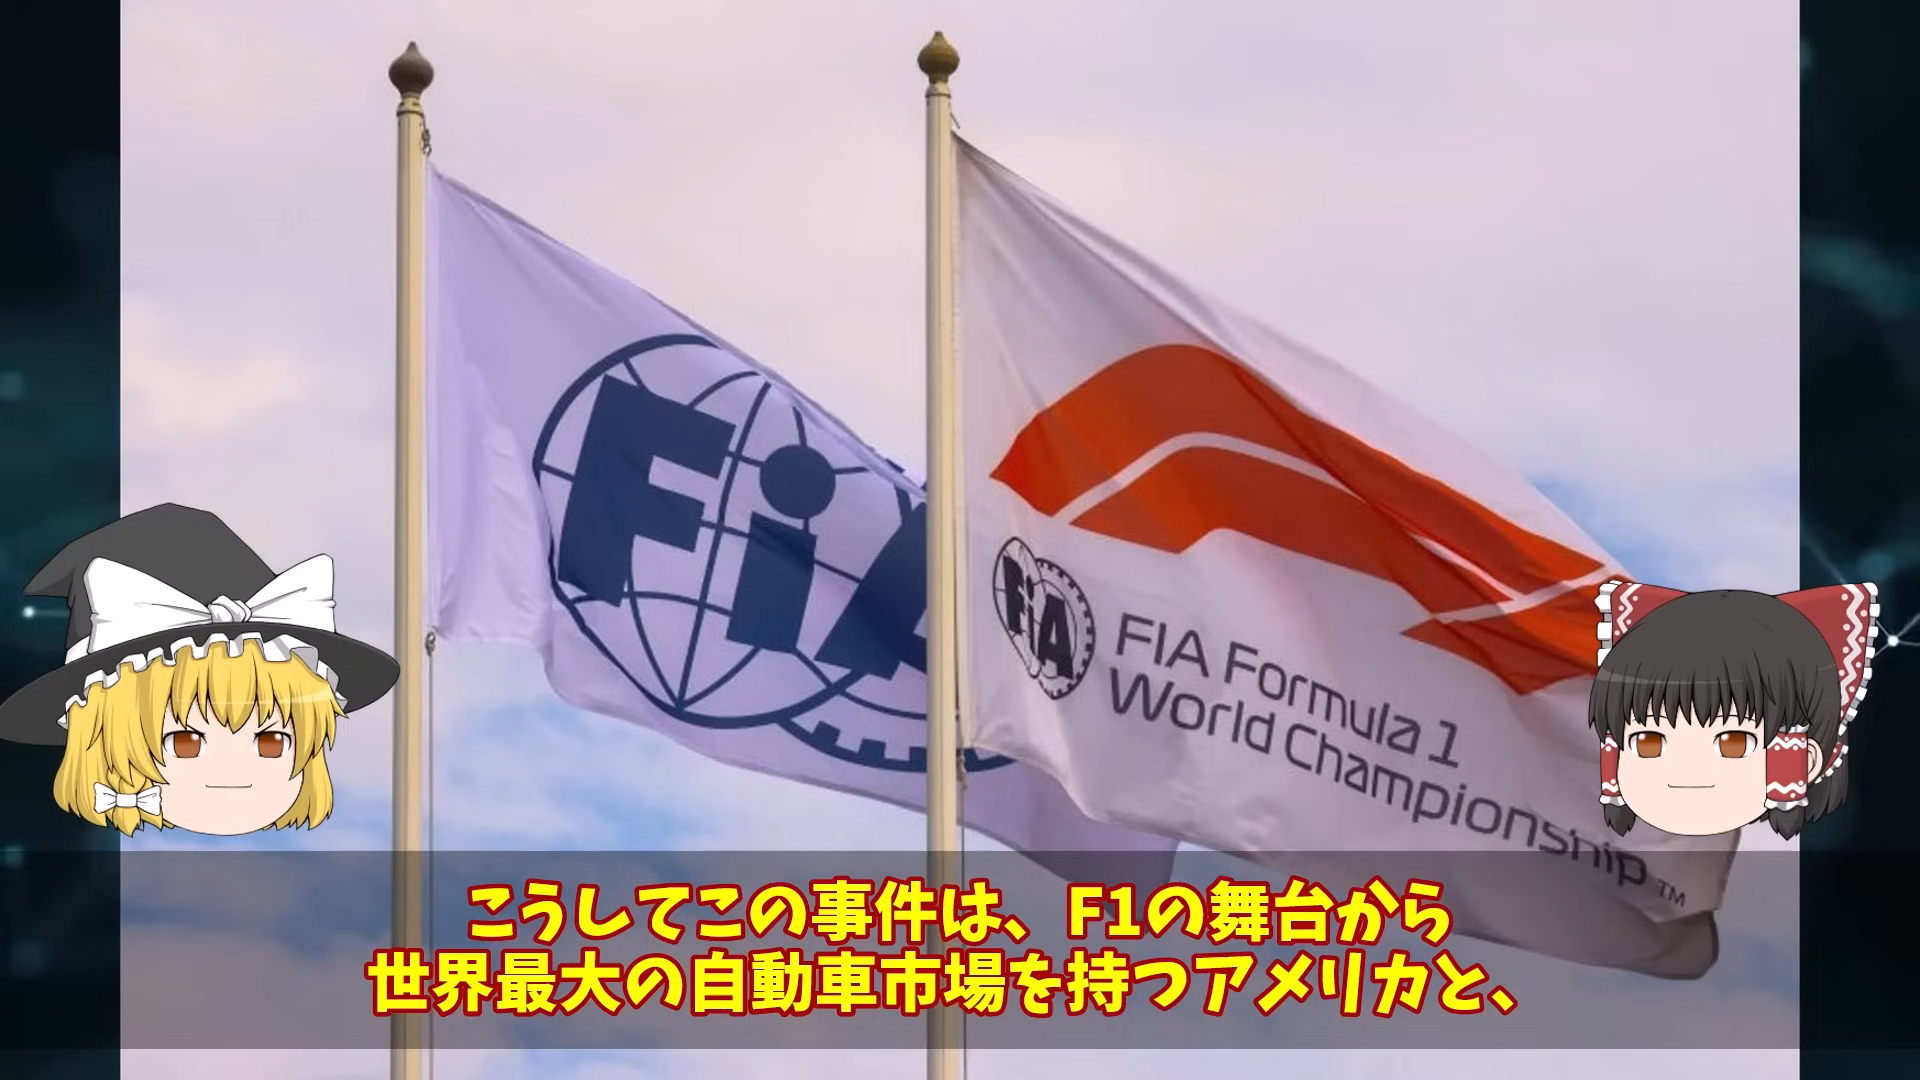 FiA
FiA
FIA Formula 1
World Championship™
こうしてこの事件は、F1の舞台から
世界最大の自動車市場を持つアメリカと、